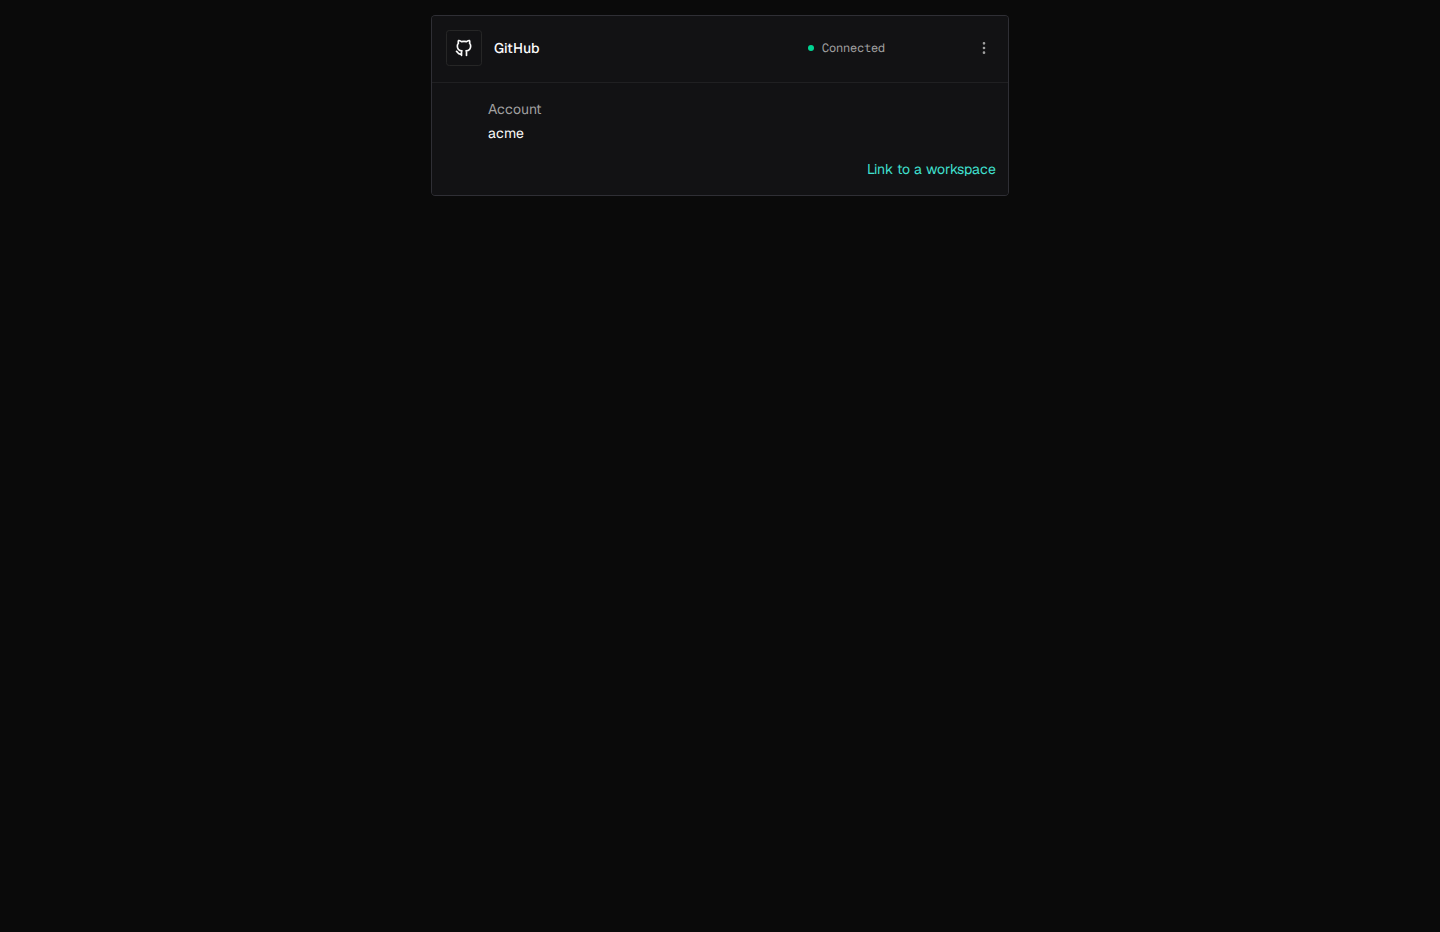 GitHub
Connected
Account
acme
Link to a workspace